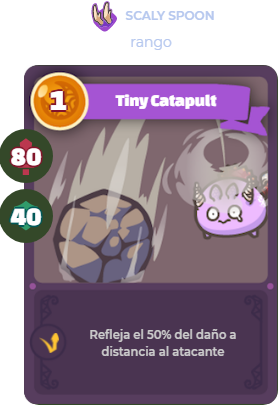 SCALY SPOON
rango
1
Tiny Catapult
80
40
Refleja el 50% del daño a
distancia al atacante